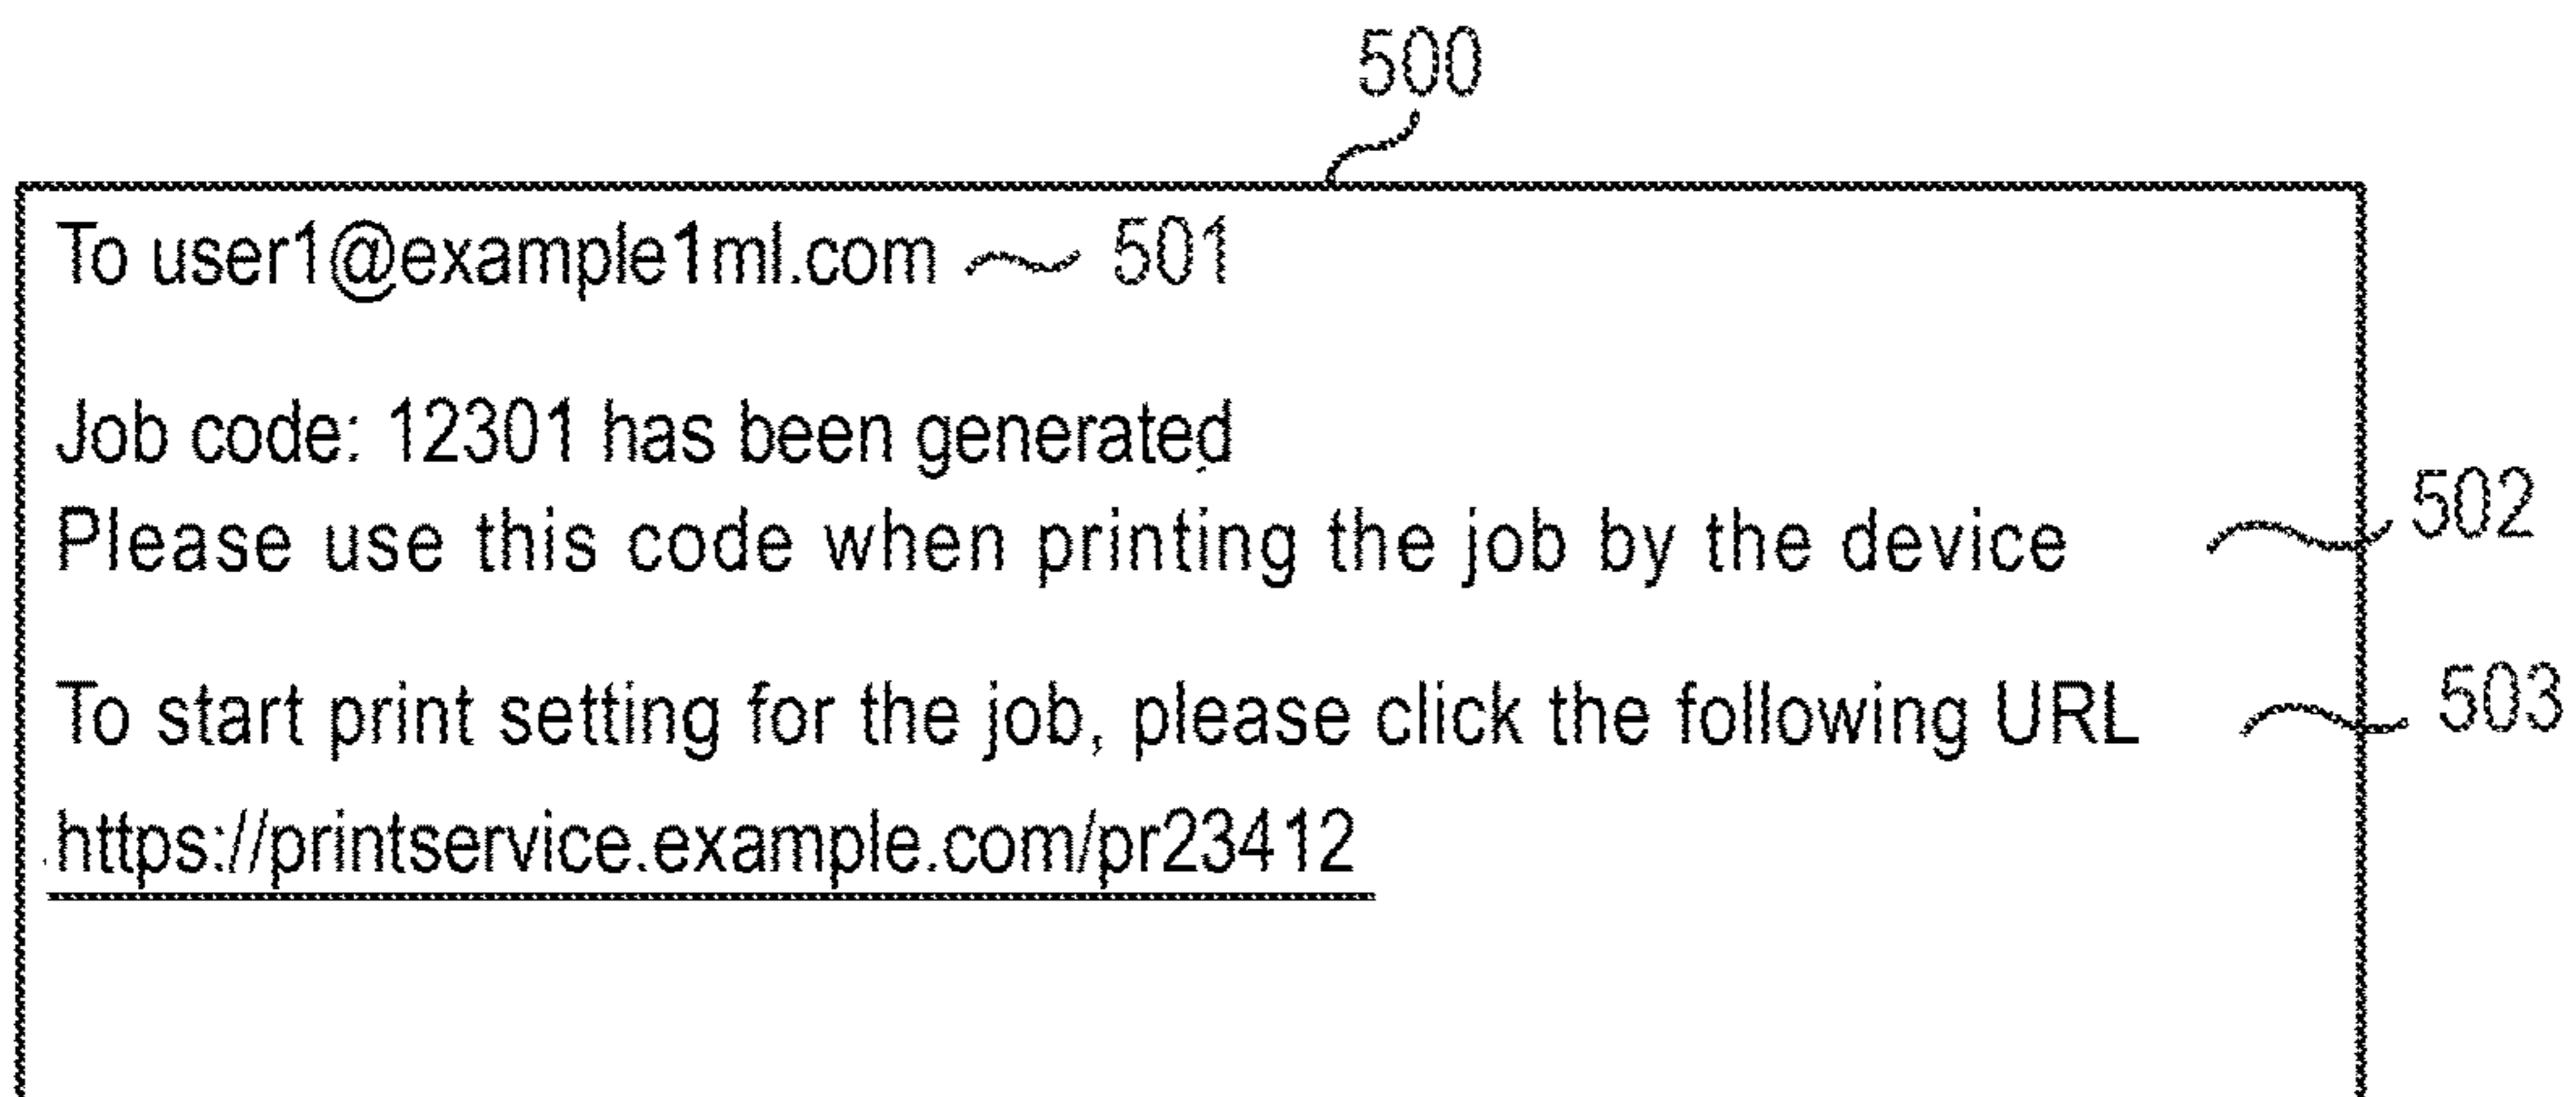 500
To user1@example1ml.com 501
Job code: 12301 has been generated
Please use this code when printing the job by the device 502
To start print setting for the job, please click the following URL 503
https://printservice.example.com/pr23412